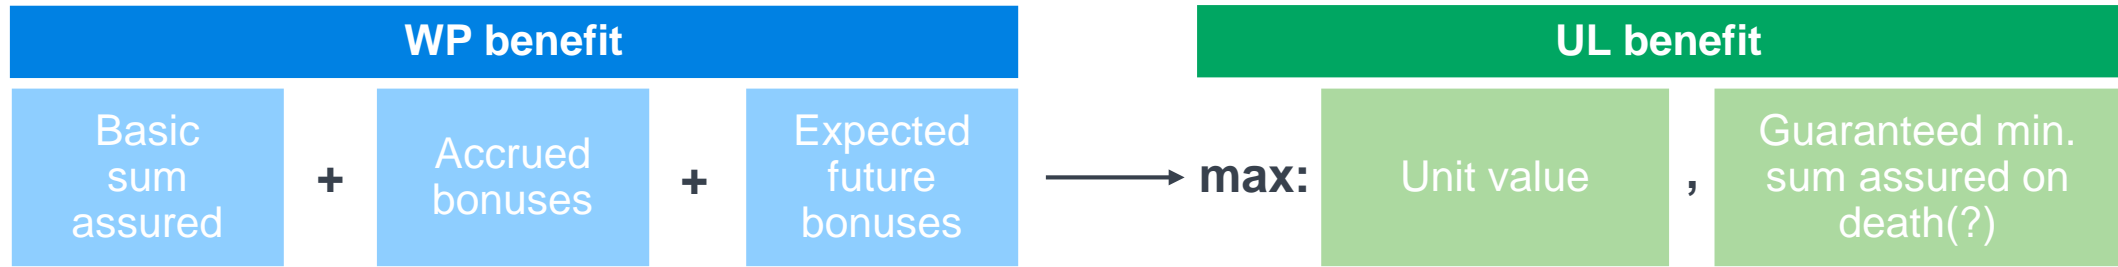 WP benefit
UL benefit
Basic
sum
assured
+
Accrued
bonuses
+
Expected
future
bonuses
max:
Unit value
,
Guaranteed min.
sum assured on
death(?)